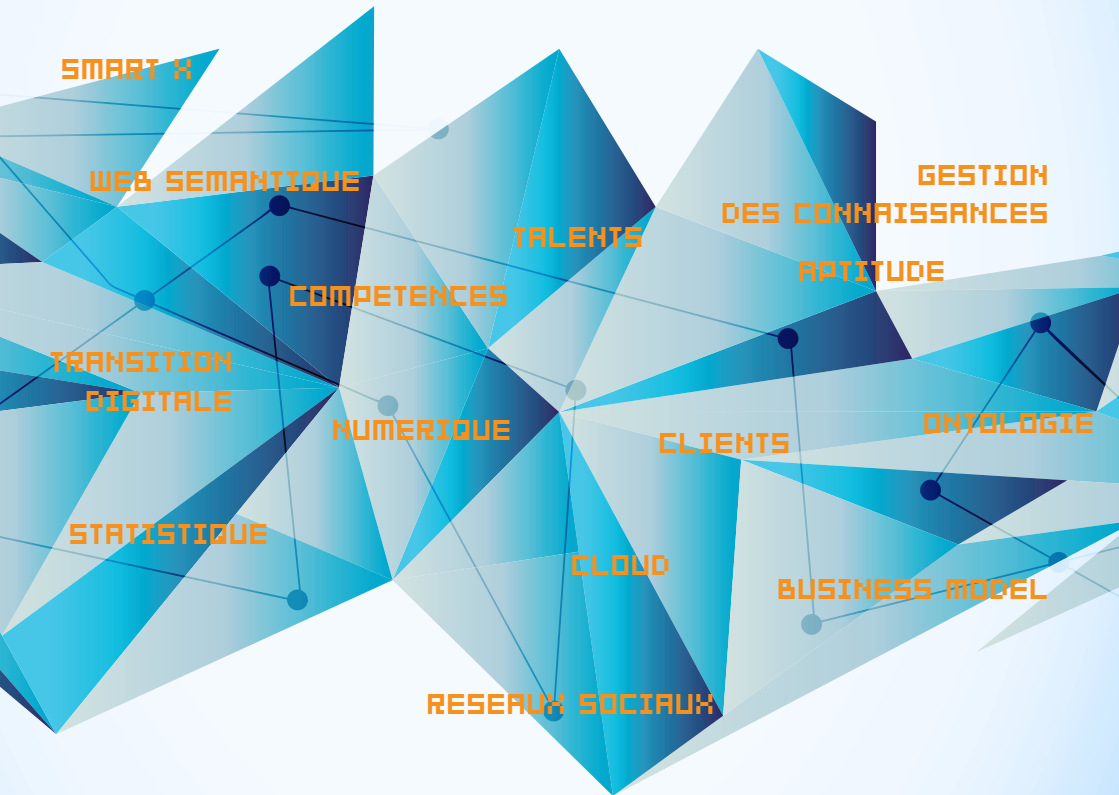 SMART X
WEB SEMANTIQUE
GESTION
DES CONNAISSANCES
TALENTS
APTITUDE
COMPETENCES
TRANSITION
DIGITALE
NUMERIQUE
CLIENTS
ONTOLOGIE
STATISTIQUE
CLOUD
BUSINESS MODEL
RESEAUX SOCIAUX